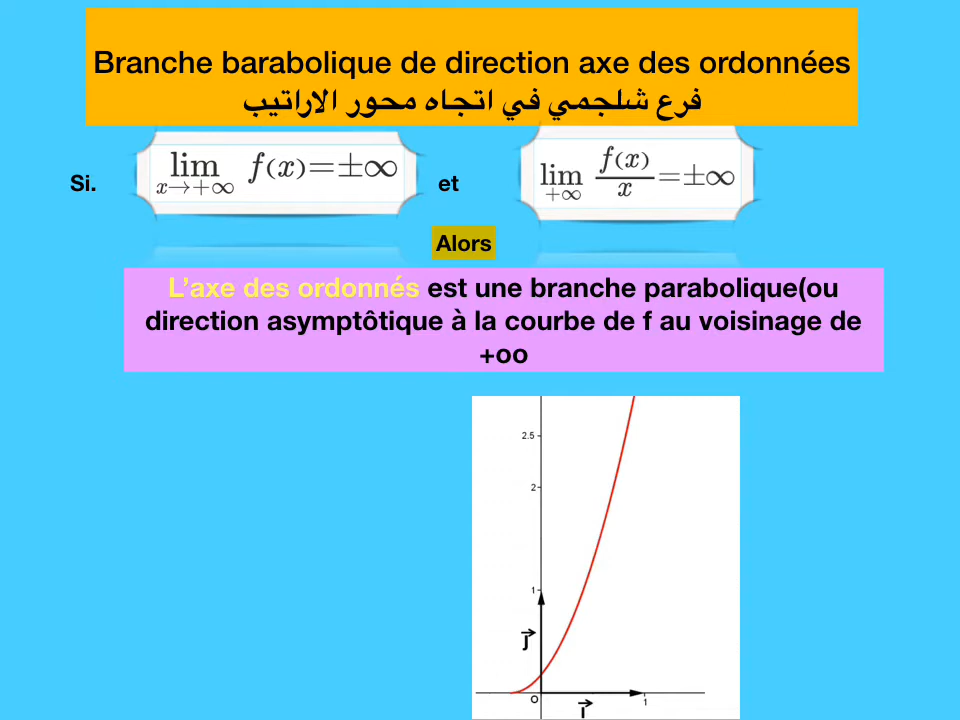 Branche barabolique de direction axe des ordonnées
فرع شلجمي في اتجاه محور الاراتيب
Si. lim x→+∞ f(x)=±∞ et lim +∞ f(x)/x =±∞
Alors
L’axe des ordonnés est une branche parabolique(ou
direction asymptôtique à la courbe de f au voisinage de
+oo
2.5
2
1
J
O
i
1